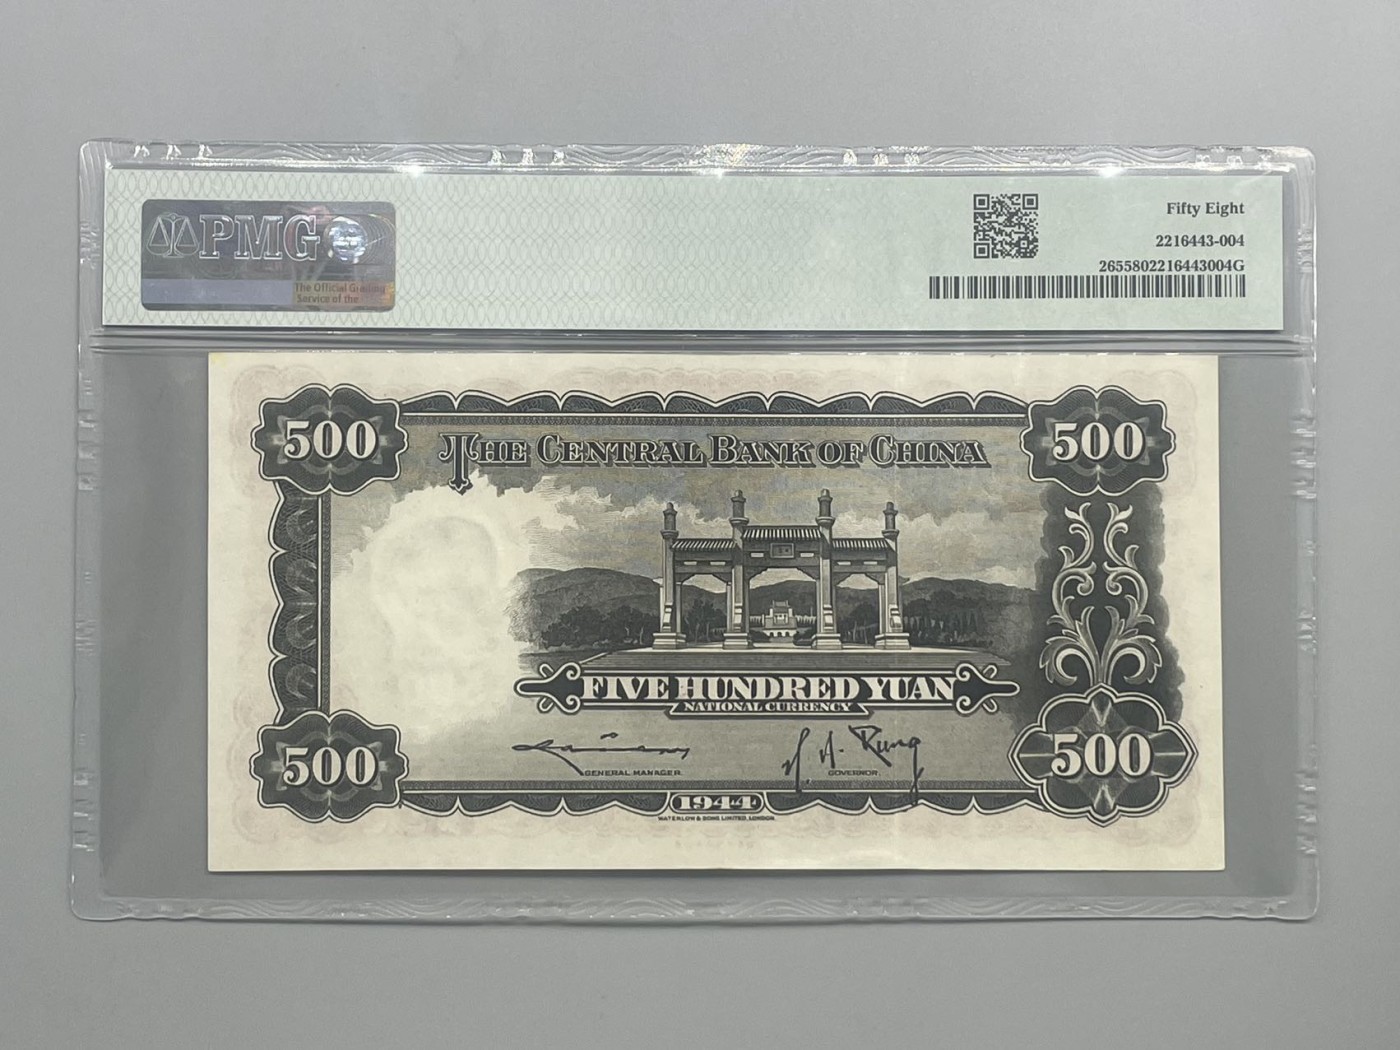 PMG
The Official Grading
Service of the
Fifty Eight
2216443-004
2655802216443004G
500
500
THE CENTRAL BANK OF CHINA
FIVE HUNDRED YUAN
NATIONAL CURRENCY
500
500
GENERAL MANAGER.
GOVERNOR.
1944
WATERLOW & SONS LIMITED, LONDON.